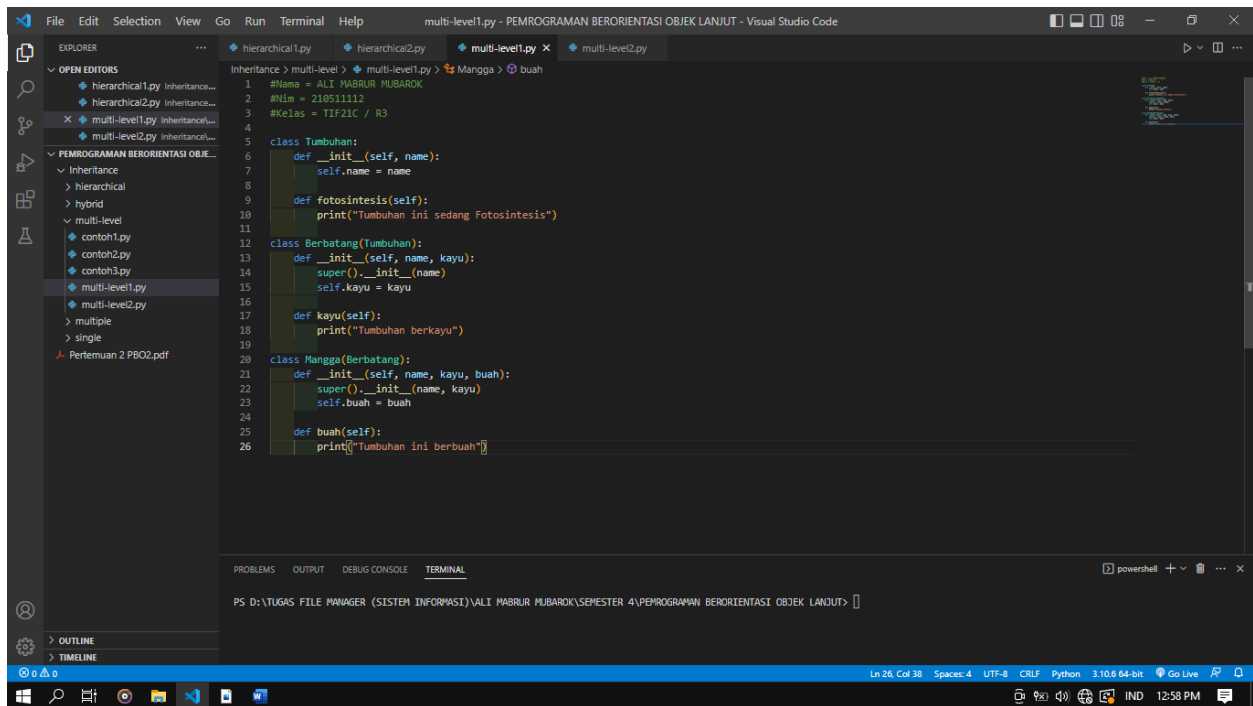 File Edit Selection View Go Run Terminal Help multi-level1.py - PEMROGRAMAN BERORIENTASI OBJEK LANJUT - Visual Studio Code
EXPLORER ...
OPEN EDITORS
hierarchical1.py Inheritance...
hierarchical2.py Inheritance...
multi-level1.py Inheritance\...
multi-level2.py Inheritance\...
PEMROGRAMAN BERORIENTASI OBJE...
Inheritance
hierarchical
hybrid
multi-level
contoh1.py
contoh2.py
contoh3.py
multi-level1.py
multi-level2.py
multiple
single
Pertemuan 2 PBO2.pdf
OUTLINE
TIMELINE
hierarchical1.py hierarchical2.py multi-level1.py multi-level2.py
Inheritance > multi-level > multi-level1.py > Mangga > buah
1 #Nama = ALI MABRUR MUBAROK
2 #Nim = 210511112
3 #Kelas = TIF21C / R3
4
5 class Tumbuhan:
6 def __init__(self, name):
7 self.name = name
8
9 def fotosintesis(self):
10 print("Tumbuhan ini sedang Fotosintesis")
11
12 class Berbatang(Tumbuhan):
13 def __init__(self, name, kayu):
14 super().__init__(name)
15 self.kayu = kayu
16
17 def kayu(self):
18 print("Tumbuhan berkayu")
19
20 class Mangga(Berbatang):
21 def __init__(self, name, kayu, buah):
22 super().__init__(name, kayu)
23 self.buah = buah
24
25 def buah(self):
26 print("Tumbuhan ini berbuah")
PROBLEMS OUTPUT DEBUG CONSOLE TERMINAL powershell
PS D:\TUGAS FILE MANAGER (SISTEM INFORMASI)\ALI MABRUR MUBAROK\SEMESTER 4\PEMROGRAMAN BERORIENTASI OBJEK LANJUT>
0 0 Ln 26, Col 38 Spaces: 4 UTF-8 CRLF Python 3.10.6 64-bit Go Live
IND 12:58 PM